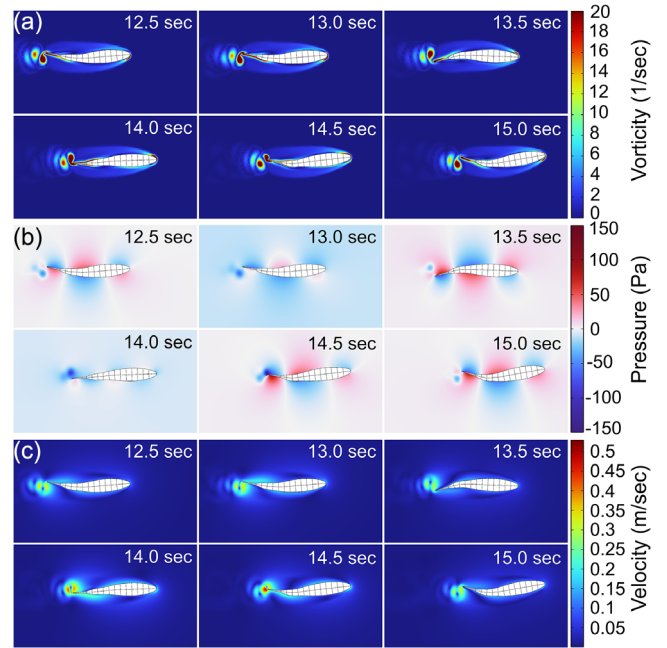 (a)
12.5 sec
13.0 sec
13.5 sec
14.0 sec
14.5 sec
15.0 sec
20
18
16
14
12
10
8
6
4
2
0
Vorticity (1/sec)
(b)
12.5 sec
13.0 sec
13.5 sec
14.0 sec
14.5 sec
15.0 sec
150
100
50
0
-50
-100
-150
Pressure (Pa)
(c)
12.5 sec
13.0 sec
13.5 sec
14.0 sec
14.5 sec
15.0 sec
0.5
0.45
0.4
0.35
0.3
0.25
0.2
0.15
0.1
0.05
Velocity (m/sec)